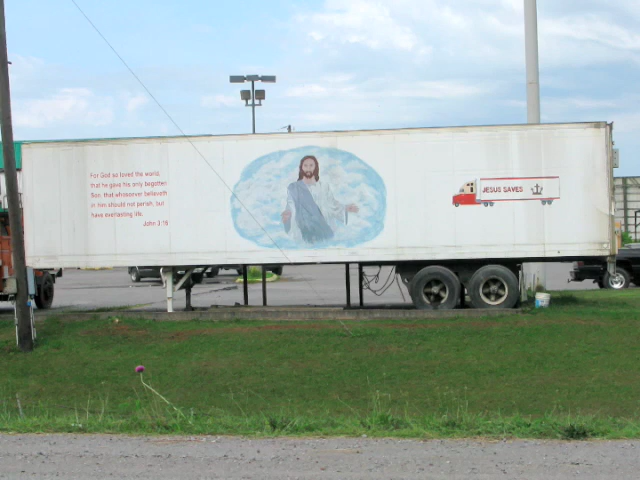 For God so loved the world,
that he gave his only begotten
Son, that whosoever believeth
in him should not perish, but
have everlasting life.
John 3:16
JESUS SAVES